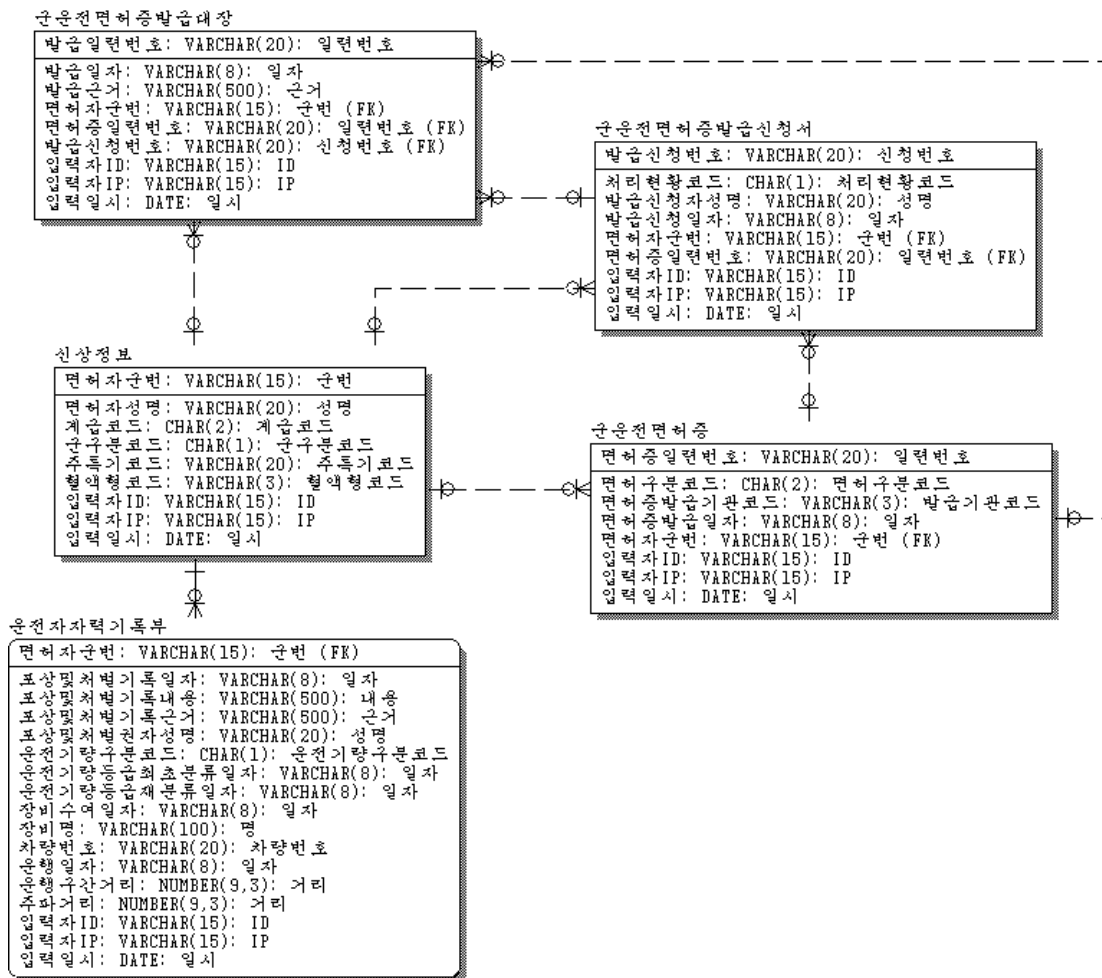 군운전면허증발급대장
발급일련번호: VARCHAR(20): 일련번호
발급일자: VARCHAR(8): 일자
발급근거: VARCHAR(500): 근거
면허자군번: VARCHAR(15): 군번 (FK)
면허증일련번호: VARCHAR(20): 일련번호 (FK)
발급신청번호: VARCHAR(20): 신청번호 (FK)
입력자ID: VARCHAR(15): ID
입력자IP: VARCHAR(15): IP
입력일시: DATE: 일시
군운전면허증발급신청서
발급신청번호: VARCHAR(20): 신청번호
처리현황코드: CHAR(1): 처리현황코드
발급신청자성명: VARCHAR(20): 성명
발급신청일자: VARCHAR(8): 일자
면허자군번: VARCHAR(15): 군번 (FK)
면허증일련번호: VARCHAR(20): 일련번호 (FK)
입력자ID: VARCHAR(15): ID
입력자IP: VARCHAR(15): IP
입력일시: DATE: 일시
신상정보
면허자군번: VARCHAR(15): 군번
면허자성명: VARCHAR(20): 성명
계급코드: CHAR(2): 계급코드
군구분코드: CHAR(1): 군구분코드
주특기코드: VARCHAR(20): 주특기코드
혈액형코드: VARCHAR(3): 혈액형코드
입력자ID: VARCHAR(15): ID
입력자IP: VARCHAR(15): IP
입력일시: DATE: 일시
군운전면허증
면허증일련번호: VARCHAR(20): 일련번호
면허구분코드: CHAR(2): 면허구분코드
면허증발급기관코드: VARCHAR(3): 발급기관코드
면허증발급일자: VARCHAR(8): 일자
면허자군번: VARCHAR(15): 군번 (FK)
입력자ID: VARCHAR(15): ID
입력자IP: VARCHAR(15): IP
입력일시: DATE: 일시
운전자자력기록부
면허자군번: VARCHAR(15): 군번 (FK)
포상및처벌기록일자: VARCHAR(8): 일자
포상및처벌기록내용: VARCHAR(500): 내용
포상및처벌기록근거: VARCHAR(500): 근거
포상및처벌권자성명: VARCHAR(20): 성명
운전기량구분코드: CHAR(1): 운전기량구분코드
운전기량등급최초분류일자: VARCHAR(8): 일자
운전기량등급재분류일자: VARCHAR(8): 일자
장비수여일자: VARCHAR(8): 일자
장비명: VARCHAR(100): 명
차량번호: VARCHAR(20): 차량번호
운행일자: VARCHAR(8): 일자
운행구간거리: NUMBER(9,3): 거리
주파거리: NUMBER(9,3): 거리
입력자ID: VARCHAR(15): ID
입력자IP: VARCHAR(15): IP
입력일시: DATE: 일시